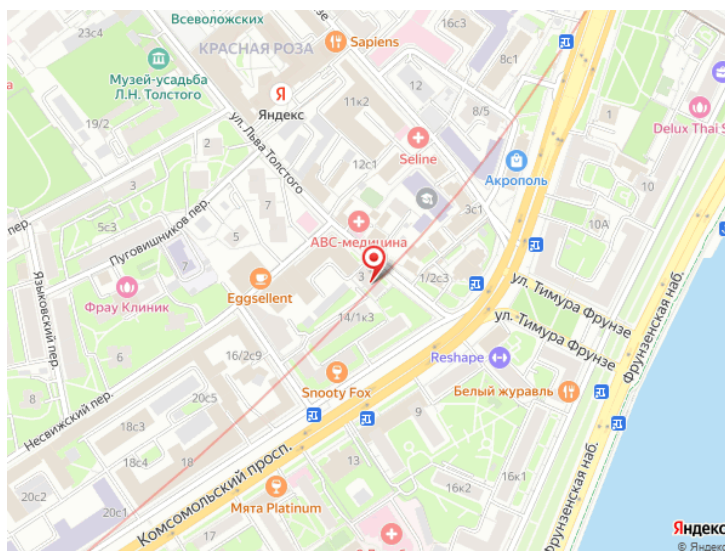 Всеволожских
23с4
КРАСНАЯ РОЗА
Sapiens
16с3
8с1
Музей-усадьба
Л.Н. Толстого
Я
Яндекс
11к2
12
8/5
19/2
ул. Льва Толстого
Seline
12с1
Акрополь
Delux Thai S
3
10
Пуговишников пер.
7
5с3
5
7
АВС-медицина
3с1
10А
Языковский пер.
Фрау Клиник
Eggsellent
3
1/2с3
ул. Тимура Фрунзе
14/1к3
ул. Тимура Фрунзе
Фрунзенская наб.
6
16/2с9
Reshape
8
Snooty Fox
Белый журавль
Несвижский пер.
20с5
9
18с3
18с4
20с2
20с1
Комсомольский просп.
13
16к1
16к2
Фрунзенская наб.
Мята Platinum
17
Яндекс
© Яндекс